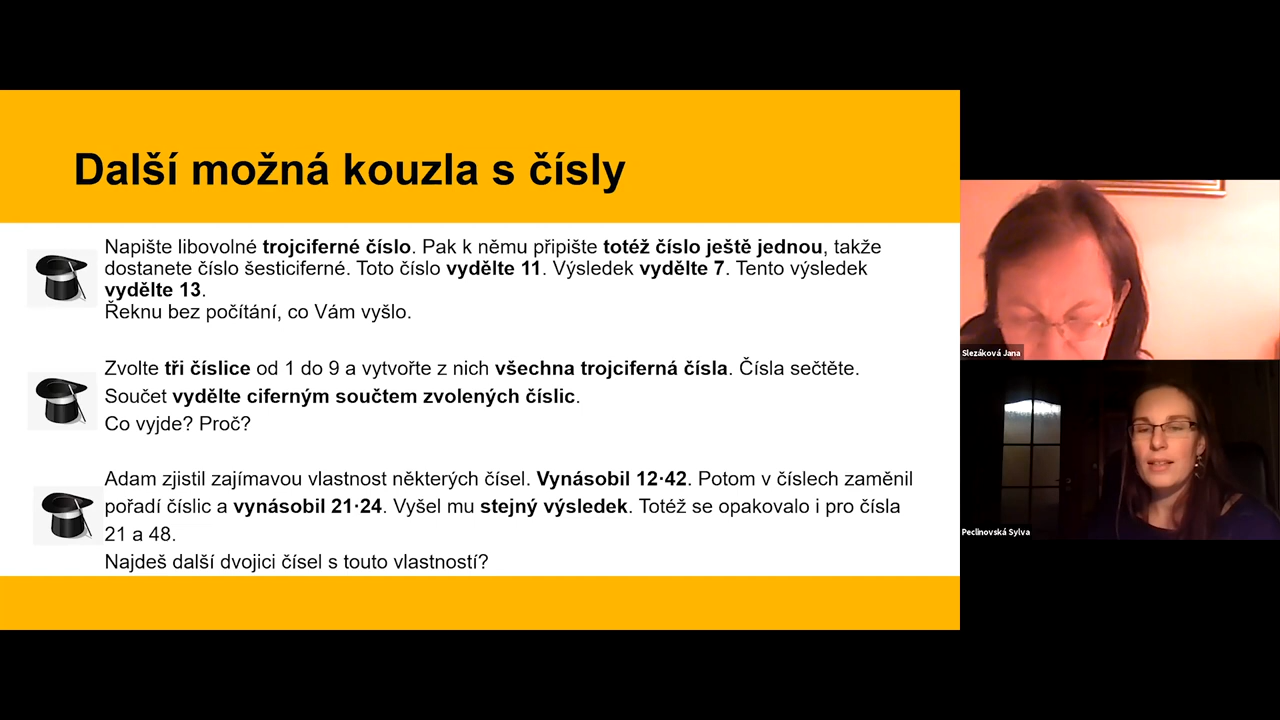 Další možná kouzla s čísly
Napište libovolné trojciferné číslo. Pak k němu připište totéž číslo ještě jednou, takže
dostanete číslo šesticiferné. Toto číslo vydělte 11. Výsledek vydělte 7. Tento výsledek
vydělte 13.
Řeknu bez počítání, co Vám vyšlo.
Zvolte tři číslice od 1 do 9 a vytvořte z nich všechna trojciferná čísla. Čísla sečtěte.
Součet vydělte ciferným součtem zvolených číslic.
Co vyjde? Proč?
Adam zjistil zajímavou vlastnost některých čísel. Vynásobil 12·42. Potom v číslech zaměnil
pořadí číslic a vynásobil 21·24. Vyšel mu stejný výsledek. Totéž se opakovalo i pro čísla
21 a 48.
Najdeš další dvojici čísel s touto vlastností?
Slezáková Jana
Peclinovská Sylva